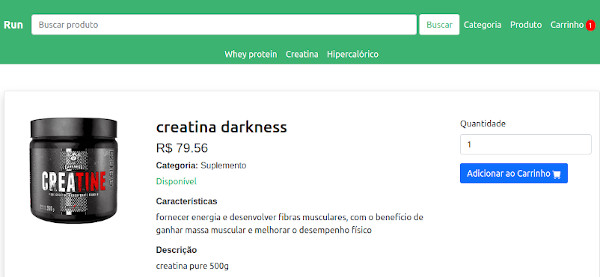 Run Buscar produto Buscar Categoria Produto Carrinho 1
Whey protein Creatina Hipercalórico
creatina darkness
R$ 79.56
Categoria: Suplemento
Disponível
Características
fornecer energia e desenvolver fibras musculares, com o benefício de
ganhar massa muscular e melhorar o desempenho físico
Descrição
creatina pure 500g
Quantidade
1
Adicionar ao Carrinho
CREATINE